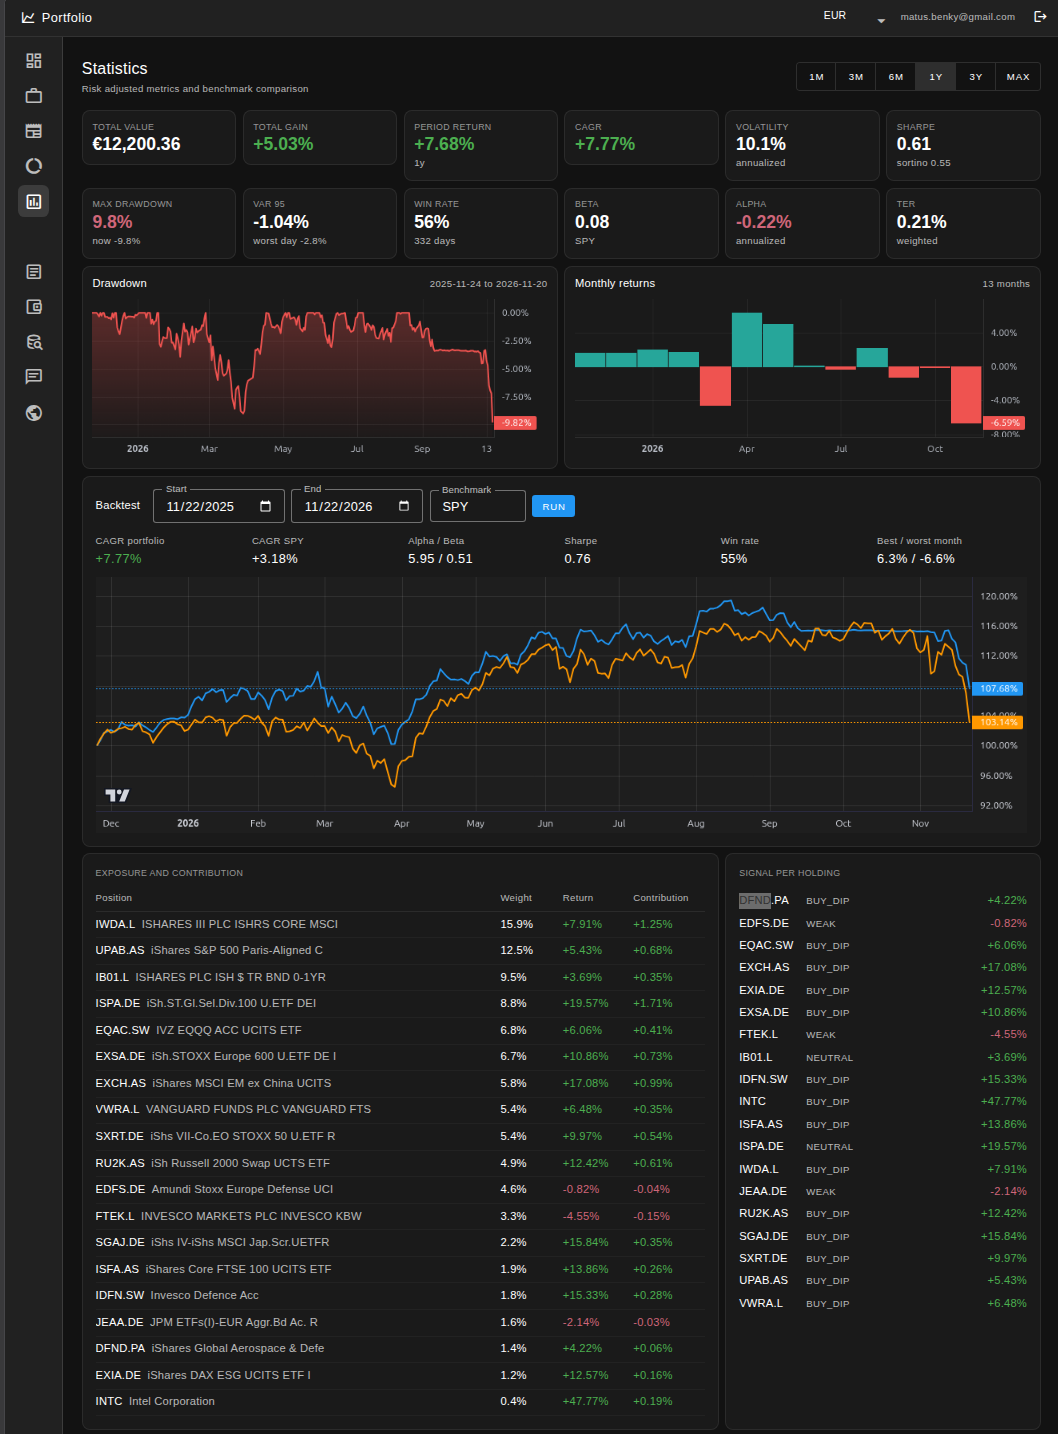 Portfolio
EUR
matus.benky@gmail.com
Statistics
Risk adjusted metrics and benchmark comparison
1M 3M 6M 1Y 3Y MAX
TOTAL VALUE
€12,200.36
TOTAL GAIN
+5.03%
PERIOD RETURN
+7.68%
1y
CAGR
+7.77%
VOLATILITY
10.1%
annualized
SHARPE
0.61
sortino 0.55
MAX DRAWDOWN
9.8%
now -9.8%
VAR 95
-1.04%
worst day -2.8%
WIN RATE
56%
332 days
BETA
0.08
SPY
ALPHA
-0.22%
annualized
TER
0.21%
weighted
Drawdown
2025-11-24 to 2026-11-20
0.00%
-2.50%
-5.00%
-7.50%
-9.82%
2026 Mar May Jul Sep 13
Monthly returns
13 months
4.00%
0.00%
-4.00%
-6.59%
-8.00%
2026 Apr Jul Oct
Backtest
Start
11/22/2025
End
11/22/2026
Benchmark
SPY
RUN
CAGR portfolio
+7.77%
CAGR SPY
+3.18%
Alpha / Beta
5.95 / 0.51
Sharpe
0.76
Win rate
55%
Best / worst month
6.3% / -6.6%
120.00%
116.00%
112.00%
107.68%
104.00%
103.14%
100.00%
96.00%
92.00%
Dec 2026 Feb Mar Apr May Jun Jul Aug Sep Oct Nov
EXPOSURE AND CONTRIBUTION
Position Weight Return Contribution
IWDA.L ISHARES III PLC ISHRS CORE MSCI 15.9% +7.91% +1.25%
UPAB.AS iShares S&P 500 Paris-Aligned C 12.5% +5.43% +0.68%
IB01.L ISHARES PLC ISH $ TR BND 0-1YR 9.5% +3.69% +0.35%
ISPA.DE iSh.ST.Gl.Sel.Div.100 U.ETF DEI 8.8% +19.57% +1.71%
EQAC.SW IVZ EQQQ ACC UCITS ETF 6.8% +6.06% +0.41%
EXSA.DE iSh.STOXX Europe 600 U.ETF DE I 6.7% +10.86% +0.73%
EXCH.AS iShares MSCI EM ex China UCITS 5.8% +17.08% +0.99%
VWRA.L VANGUARD FUNDS PLC VANGUARD FTS 5.4% +6.48% +0.35%
SXRT.DE iShs VII-Co.EO STOXX 50 U.ETF R 5.4% +9.97% +0.54%
RU2K.AS iSh Russell 2000 Swap UCTS ETF 4.9% +12.42% +0.61%
EDFS.DE Amundi Stoxx Europe Defense UCI 4.6% -0.82% -0.04%
FTEK.L INVESCO MARKETS PLC INVESCO KBW 3.3% -4.55% -0.15%
SGAJ.DE iShs IV-iShs MSCI Jap.Scr.UETFR 2.2% +15.84% +0.35%
ISFA.AS iShares Core FTSE 100 UCITS ETF 1.9% +13.86% +0.26%
IDFN.SW Invesco Defence Acc 1.8% +15.33% +0.28%
JEAA.DE JPM ETFs(I)-EUR Aggr.Bd Ac. R 1.6% -2.14% -0.03%
DFND.PA iShares Global Aerospace & Defe 1.4% +4.22% +0.06%
EXIA.DE iShares DAX ESG UCITS ETF I 1.2% +12.57% +0.16%
INTC Intel Corporation 0.4% +47.77% +0.19%
SIGNAL PER HOLDING
DFND.PA BUY_DIP +4.22%
EDFS.DE WEAK -0.82%
EQAC.SW BUY_DIP +6.06%
EXCH.AS BUY_DIP +17.08%
EXIA.DE BUY_DIP +12.57%
EXSA.DE BUY_DIP +10.86%
FTEK.L WEAK -4.55%
IB01.L NEUTRAL +3.69%
IDFN.SW BUY_DIP +15.33%
INTC BUY_DIP +47.77%
ISFA.AS BUY_DIP +13.86%
ISPA.DE NEUTRAL +19.57%
IWDA.L BUY_DIP +7.91%
JEAA.DE WEAK -2.14%
RU2K.AS BUY_DIP +12.42%
SGAJ.DE BUY_DIP +15.84%
SXRT.DE BUY_DIP +9.97%
UPAB.AS BUY_DIP +5.43%
VWRA.L BUY_DIP +6.48%